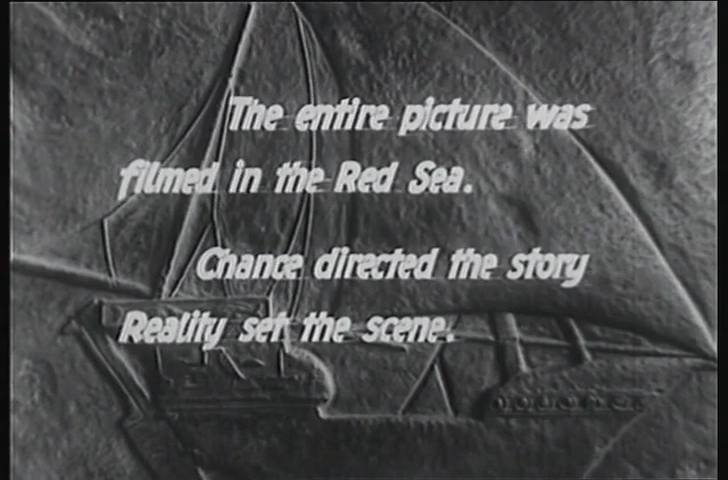 The entire picture was
filmed in the Red Sea.
Chance directed the story
Reality set the scene.